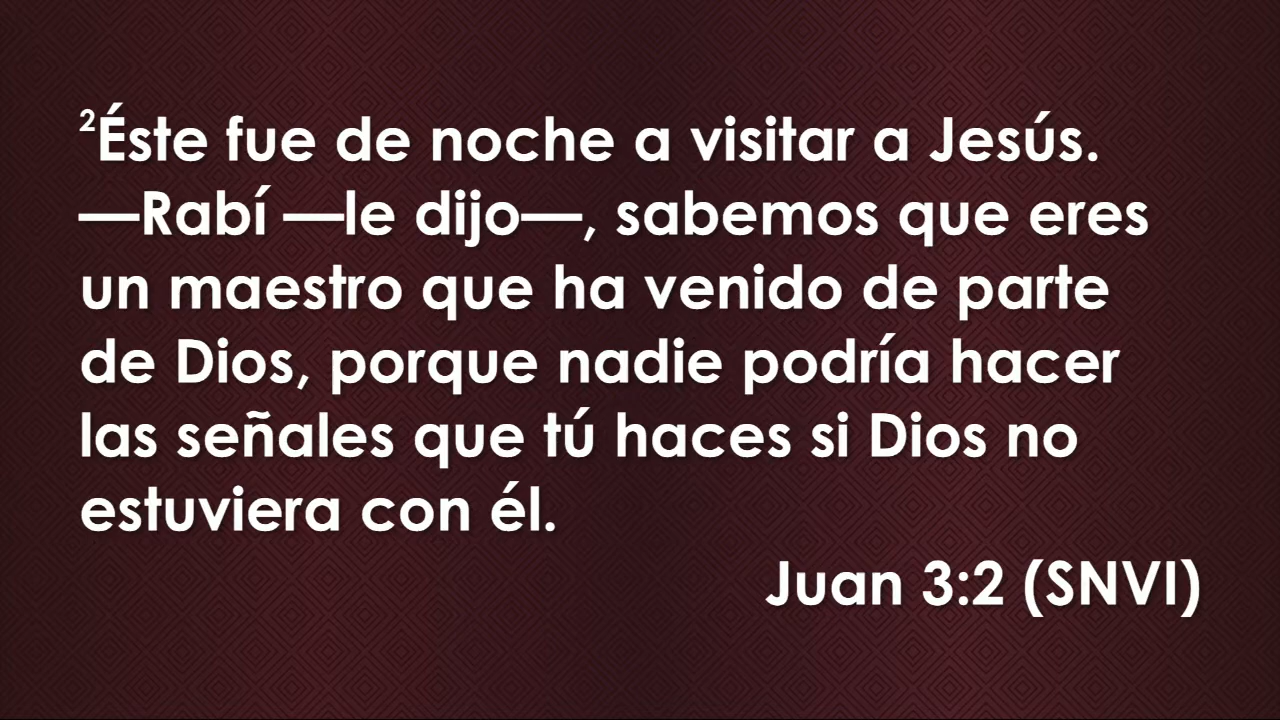 ²Éste fue de noche a visitar a Jesús.
—Rabí —le dijo—, sabemos que eres
un maestro que ha venido de parte
de Dios, porque nadie podría hacer
las señales que tú haces si Dios no
estuviera con él.
Juan 3:2 (SNVI)